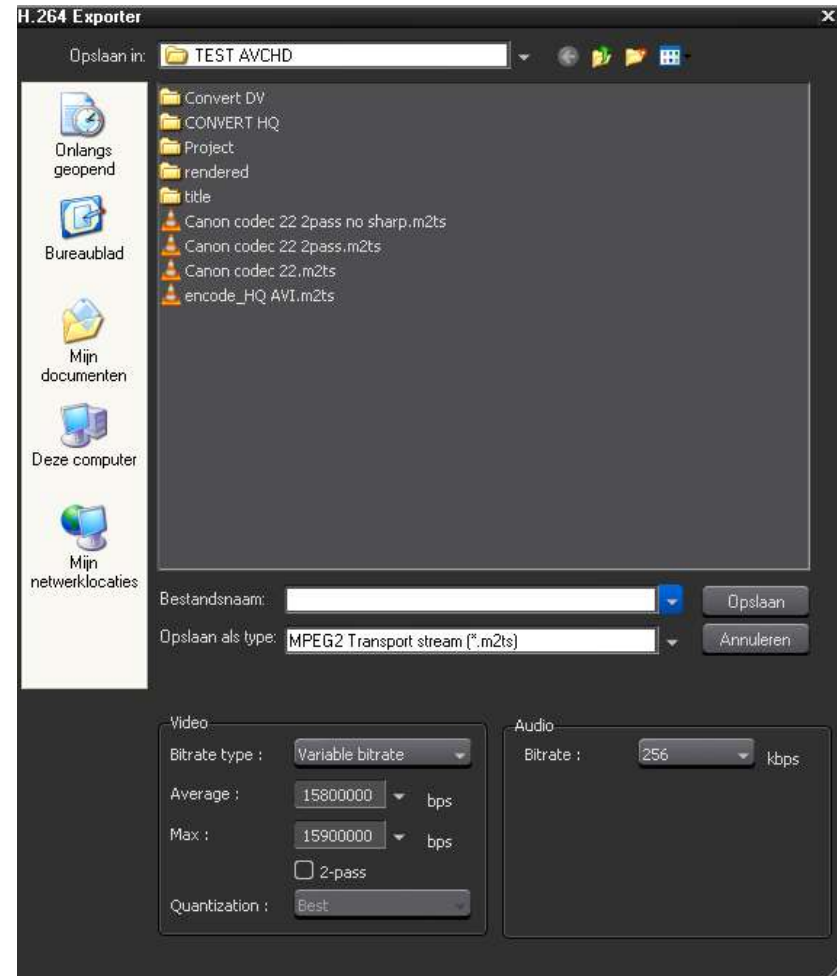 H.264 Exporter
x
Opslaan in:
TEST AVCHD
Onlangs
geopend
Bureaublad
Mijn
documenten
Deze computer
Mijn
netwerklocaties
Convert DV
CONVERT HQ
Project
rendered
title
Canon codec 22 2pass no sharp.m2ts
Canon codec 22 2pass.m2ts
Canon codec 22.m2ts
encode_HQ AVI.m2ts
Bestandsnaam:
Opslaan
Opslaan als type:
MPEG2 Transport stream (*.m2ts)
Annuleren
Video
Bitrate type :
Variable bitrate
Average :
15800000
bps
Max :
15900000
bps
2-pass
Quantization :
Best
Audio
Bitrate :
256
kbps